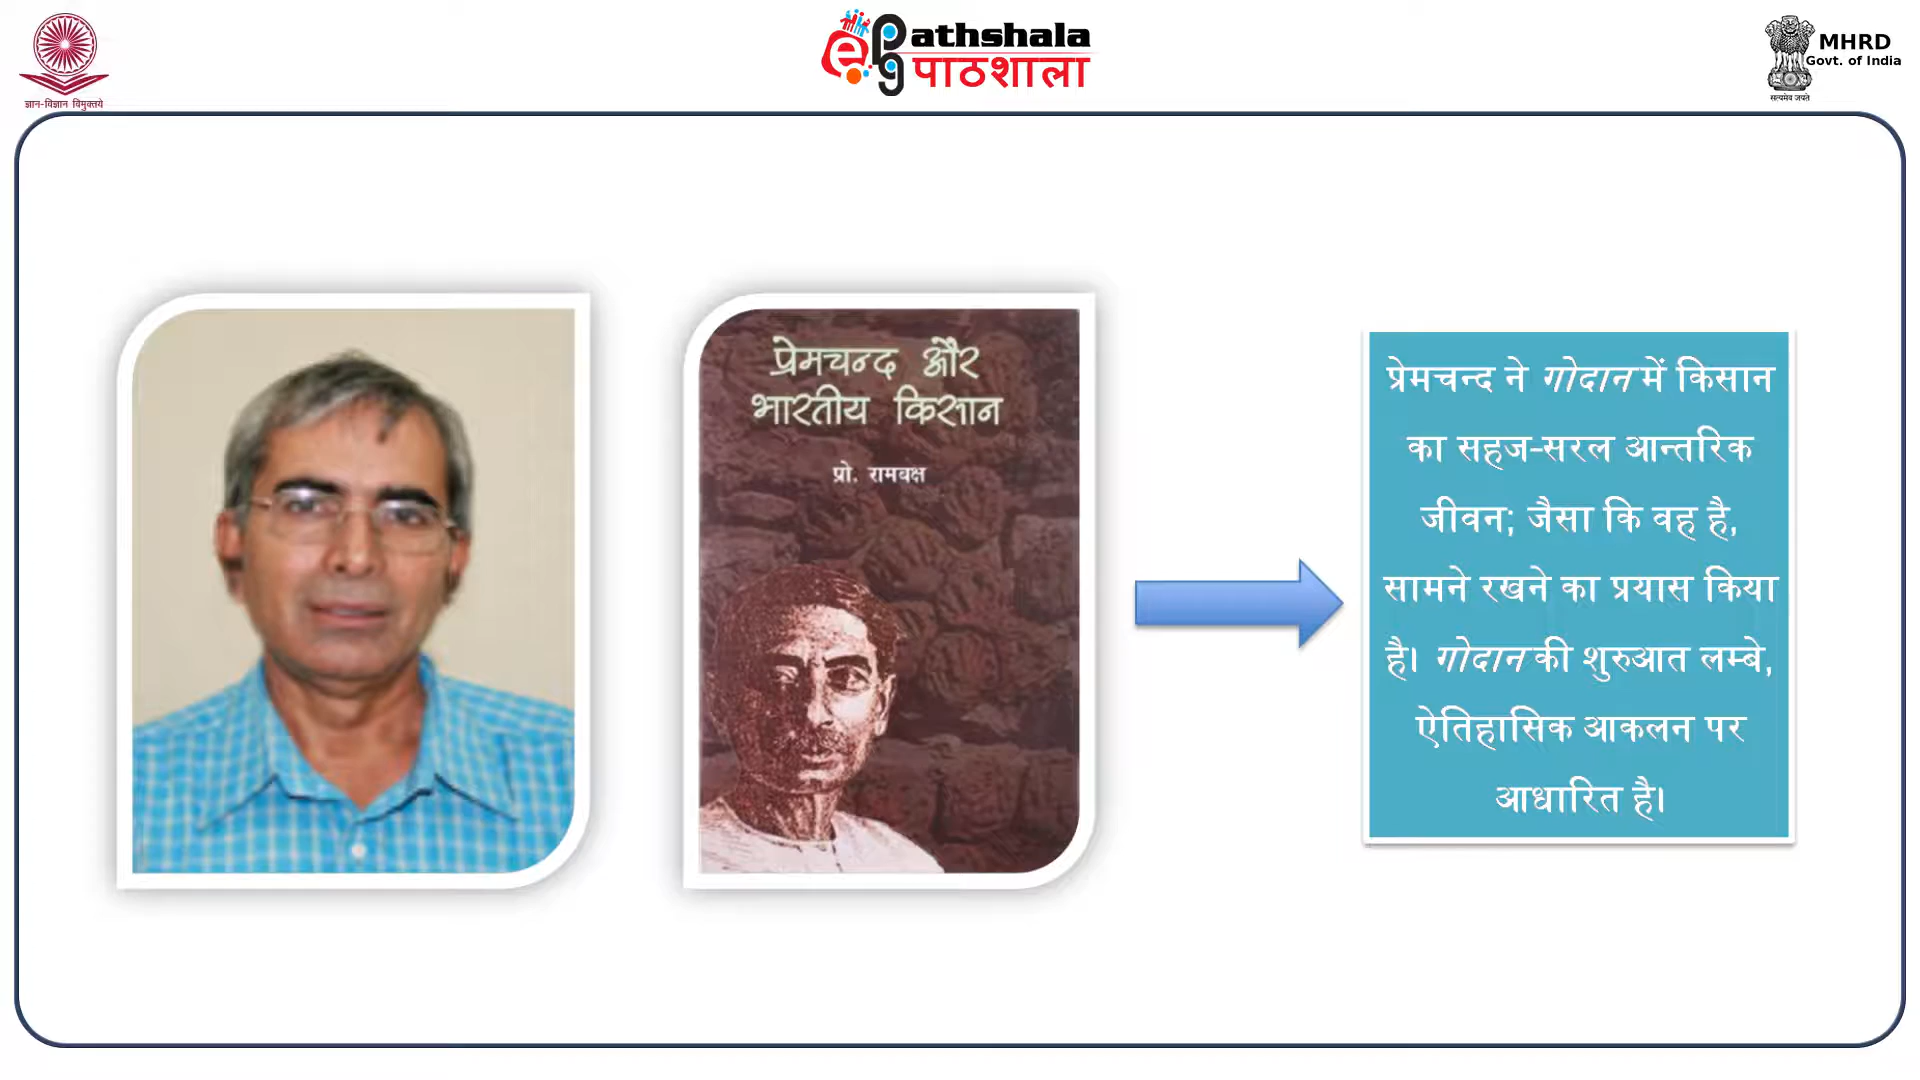 ज्ञान-विज्ञान विमुक्तये
ePathshala
पाठशाला
MHRD
Govt. of India
सत्यमेव जयते
प्रेमचन्द और
भारतीय किसान
प्रो. रामबक्ष
प्रेमचन्द ने गोदान में किसान
का सहज-सरल आन्तरिक
जीवन; जैसा कि वह है,
सामने रखने का प्रयास किया
है। गोदान की शुरुआत लम्बे,
ऐतिहासिक आकलन पर
आधारित है।